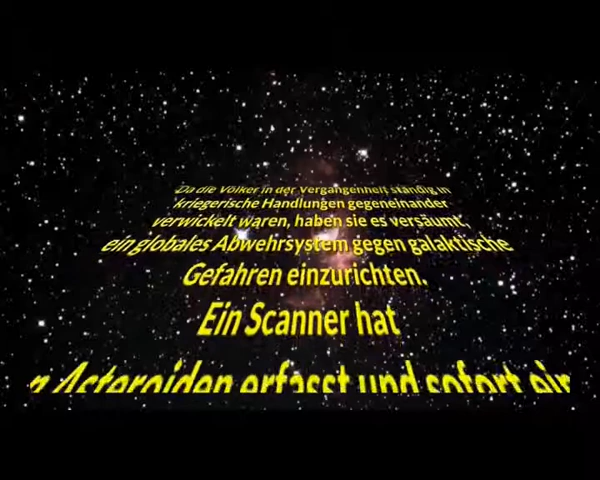 Da die Völker in der Vergangenheit ständig in
kriegerische Handlungen gegeneinander
verwickelt waren, haben sie es versäumt,
ein globales Abwehrsystem gegen galaktische
Gefahren einzurichten.
Ein Scanner hat
Asteroiden erfasst und sofort